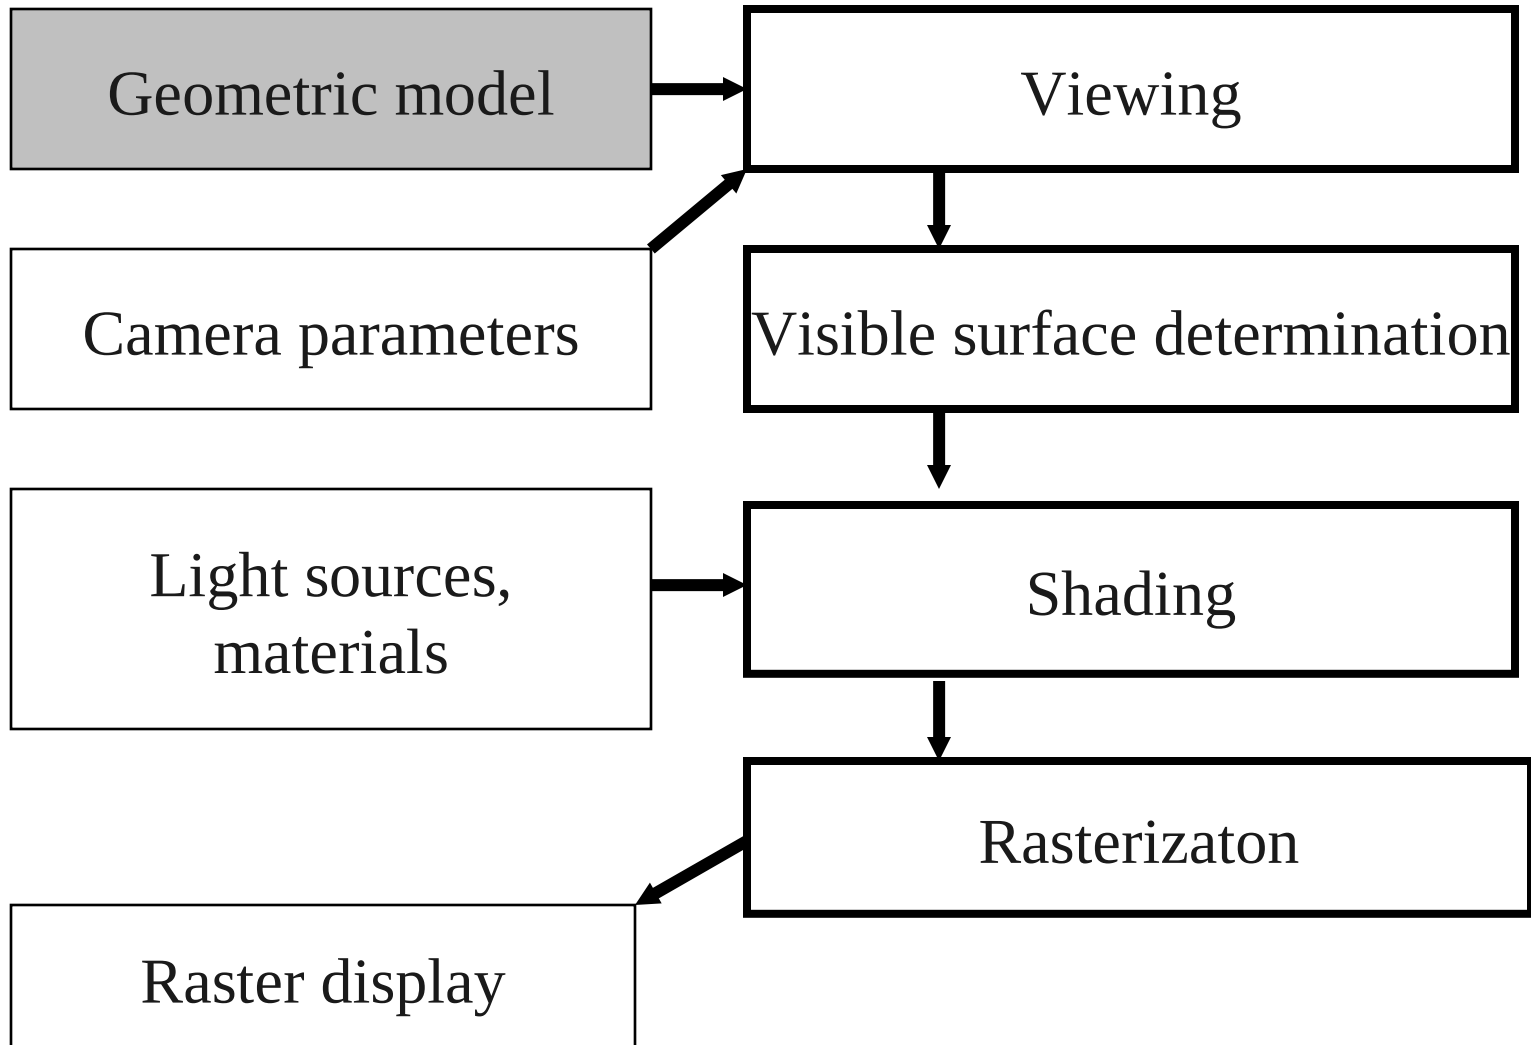 Geometric model
Viewing
Camera parameters
Visible surface determination
Light sources,
materials
Shading
Rasterizaton
Raster display